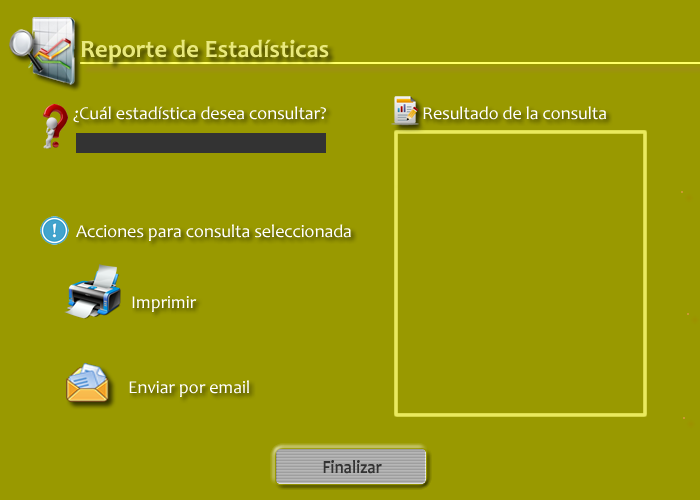 Reporte de Estadísticas
¿Cuál estadística desea consultar?
Resultado de la consulta
Acciones para consulta seleccionada
Imprimir
Enviar por email
Finalizar